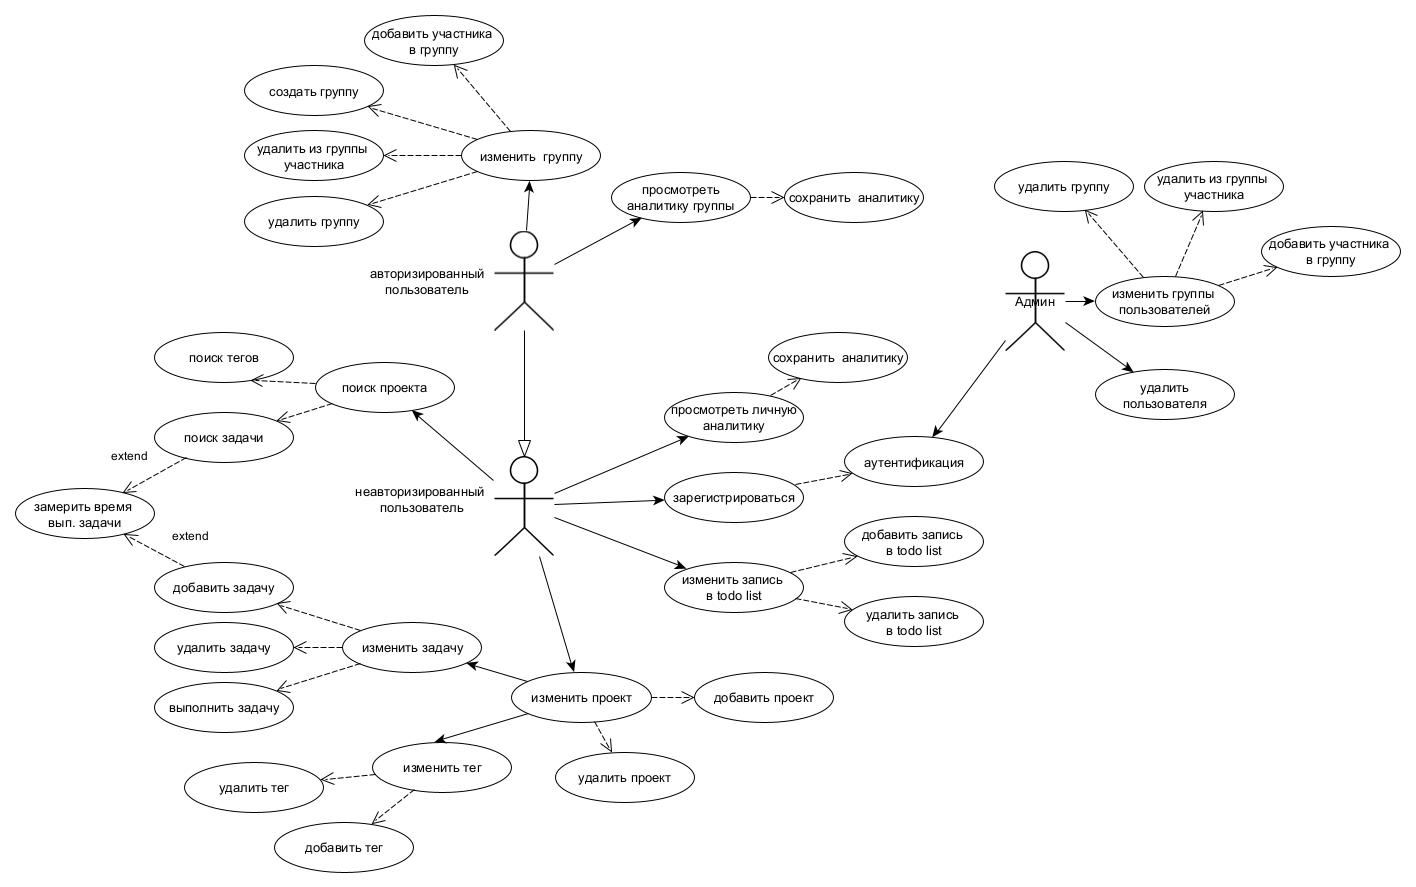 добавить участника
в группу
создать группу
удалить из группы
участника
изменить группу
удалить группу
просмотреть
аналитику группы
сохранить аналитику
удалить группу
удалить из группы
участника
добавить участника
в группу
авторизированный
пользователь
Админ
изменить группы
пользователей
удалить
пользователя
поиск тегов
поиск проекта
поиск задачи
extend
замерить время
вып. задачи
extend
неавторизированный
пользователь
сохранить аналитику
просмотреть личную
аналитику
аутентификация
зарегистрироваться
добавить запись
в todo list
изменить запись
в todo list
удалить запись
в todo list
добавить задачу
удалить задачу
изменить задачу
выполнить задачу
изменить проект
добавить проект
изменить тег
удалить проект
удалить тег
добавить тег